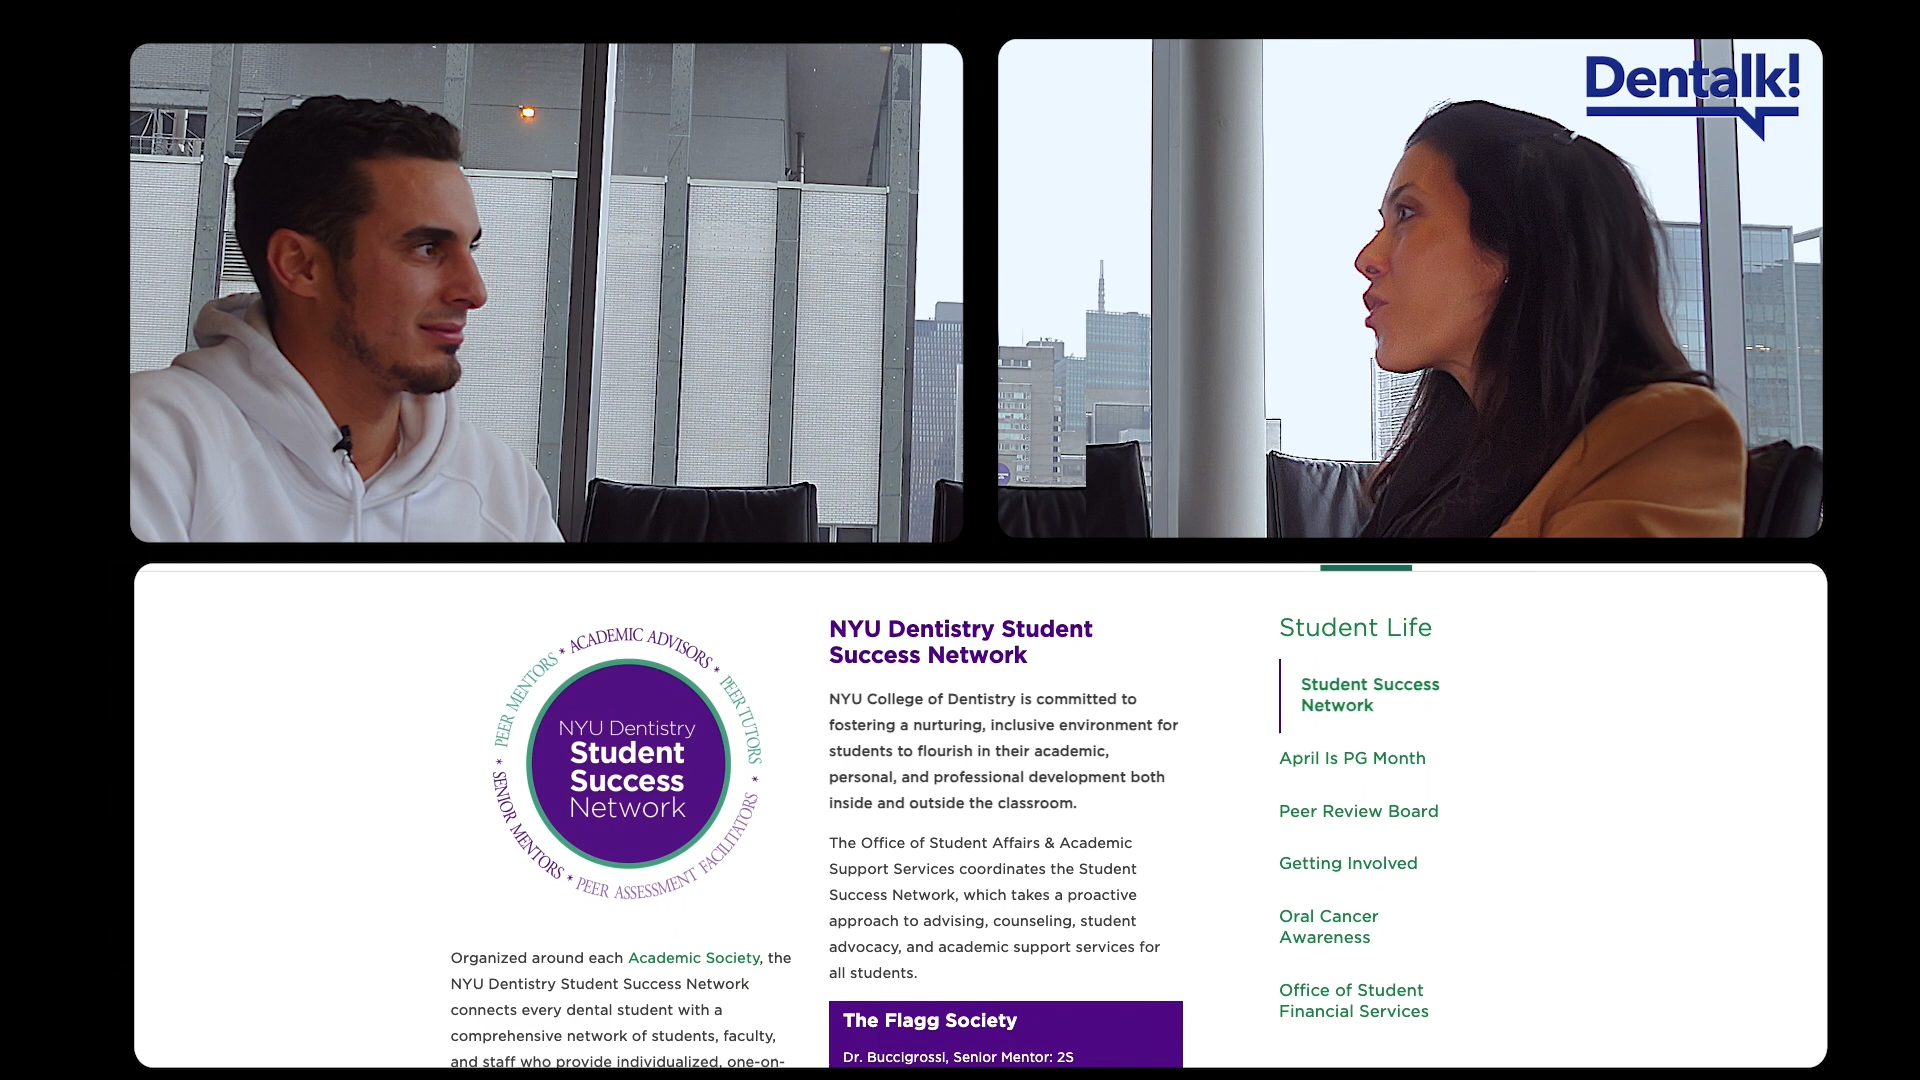 Dentalk!
ACADEMIC ADVISORS * PEER TUTORS * PEER ASSESSMENT FACILITATORS * SENIOR MENTORS * PEER MENTORS *
NYU Dentistry
Student
Success
Network
Organized around each Academic Society, the
NYU Dentistry Student Success Network
connects every dental student with a
comprehensive network of students, faculty,
and staff who provide individualized, one-on-
NYU Dentistry Student
Success Network
NYU College of Dentistry is committed to
fostering a nurturing, inclusive environment for
students to flourish in their academic,
personal, and professional development both
inside and outside the classroom.
The Office of Student Affairs & Academic
Support Services coordinates the Student
Success Network, which takes a proactive
approach to advising, counseling, student
advocacy, and academic support services for
all students.
The Flagg Society
Dr. Buccigrossi, Senior Mentor: 2S
Student Life
Student Success
Network
April Is PG Month
Peer Review Board
Getting Involved
Oral Cancer
Awareness
Office of Student
Financial Services